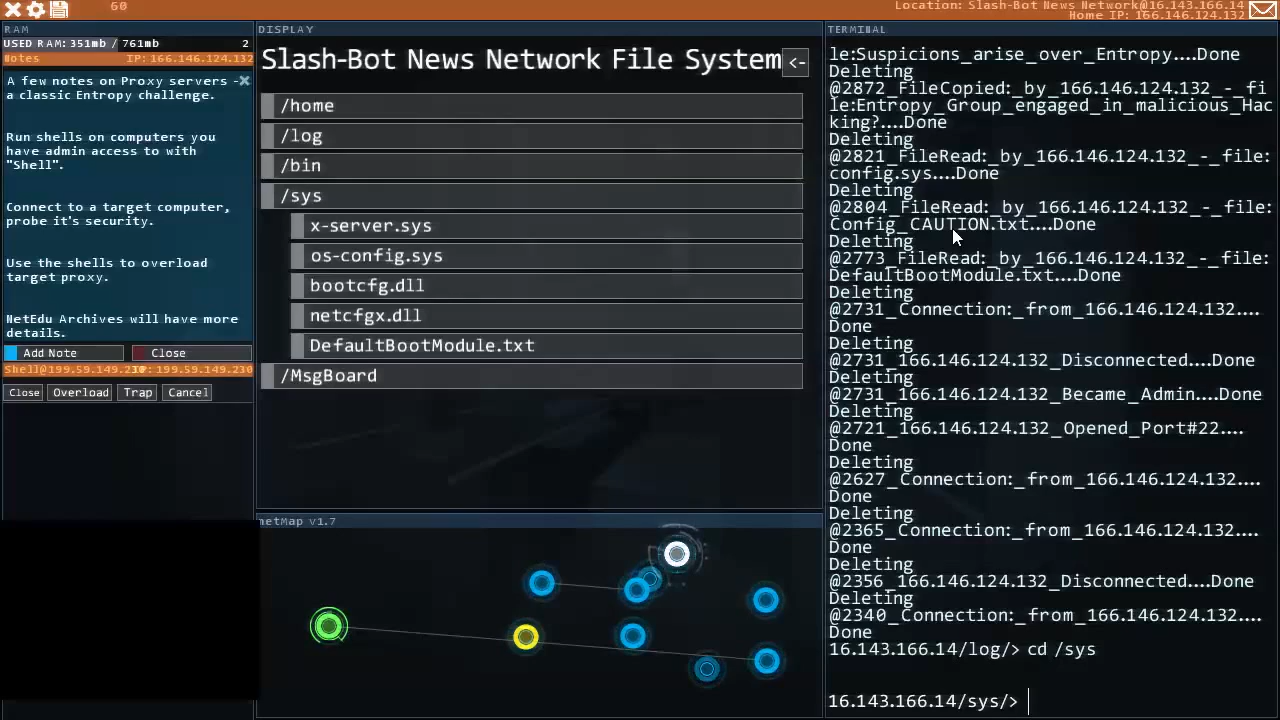 60
Location: Slash-Bot News Network@16.143.166.14
Home IP: 166.146.124.132
RAM
USED RAM: 351mb / 761mb
2
Notes
IP: 166.146.124.132
A few notes on Proxy servers -
a classic Entropy challenge.
Run shells on computers you
have admin access to with
"Shell".
Connect to a target computer,
probe it's security.
Use the shells to overload
target proxy.
NetEdu Archives will have more
details.
Add Note
Close
Shell@199.59.149.230
IP: 199.59.149.230
Close
Overload
Trap
Cancel
DISPLAY
Slash-Bot News Network File System
<-
/home
/log
/bin
/sys
x-server.sys
os-config.sys
bootcfg.dll
netcfgx.dll
DefaultBootModule.txt
/MsgBoard
netMap v1.7
TERMINAL
le:Suspicions_arise_over_Entropy....Done
Deleting
@2872_FileCopied:_by_166.146.124.132_-_fi
le:Entropy_Group_engaged_in_malicious_Hac
king?....Done
Deleting
@2821_FileRead:_by_166.146.124.132_-_file:
config.sys....Done
Deleting
@2804_FileRead:_by_166.146.124.132_-_file:
Config_CAUTION.txt....Done
Deleting
@2773_FileRead:_by_166.146.124.132_-_file:
DefaultBootModule.txt....Done
Deleting
@2731_Connection:_from_166.146.124.132....
Done
Deleting
@2731_166.146.124.132_Disconnected....Done
Deleting
@2731_166.146.124.132_Became_Admin....Done
Deleting
@2721_166.146.124.132_Opened_Port#22....
Done
Deleting
@2627_Connection:_from_166.146.124.132....
Done
Deleting
@2365_Connection:_from_166.146.124.132....
Done
Deleting
@2356_166.146.124.132_Disconnected....Done
Deleting
@2340_Connection:_from_166.146.124.132....
Done
16.143.166.14/log/> cd /sys
16.143.166.14/sys/>